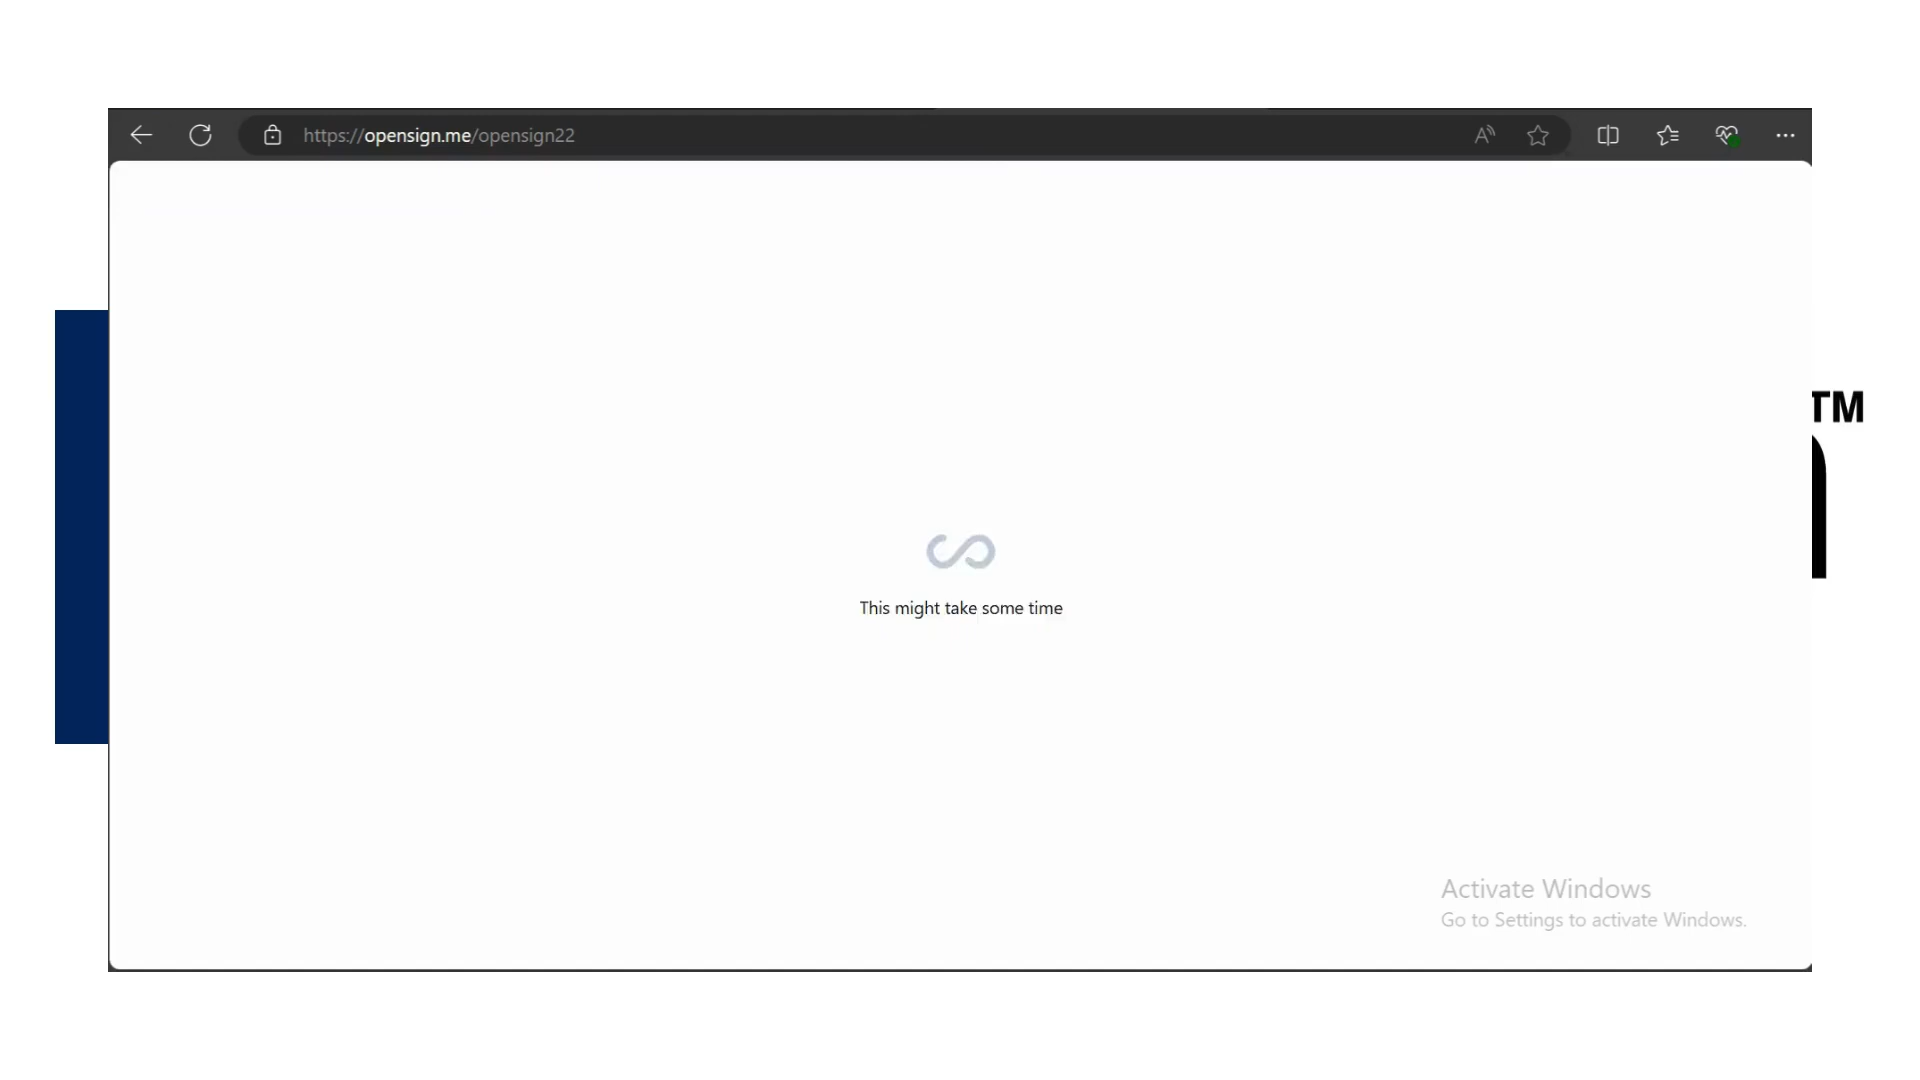 https://opensign.me/opensign22
TM
This might take some time
Activate Windows
Go to Settings to activate Windows.